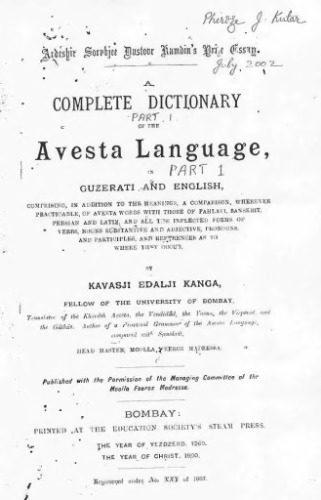 Pheroze J. Kutar
July 2002
Ardishir Sorabjee Dustoor Kamdin's Prize Essay.
A
COMPLETE DICTIONARY
PART 1
OF THE
Avesta Language,
IN PART 1
GUZERATI AND ENGLISH,
COMPRISING, IN ADDITION TO THE MEANINGS, A COMPARISON, WHEREVER
PRACTICABLE, OF AVESTA WORDS WITH THOSE OF PAHLAVI, SANSKRIT,
PERSIAN AND LATIN, AND ALL THE INFLECTED FORMS OF
VERBS, NOUNS SUBSTANTIVE AND ADJECTIVE, PRONOUNS,
AND PARTICIPLES, AND REFERENCES AS TO
WHERE THEY OCCUR,
BY
KAVASJI EDALJI KANGA,
FELLOW OF THE UNIVERSITY OF BOMBAY,
Translator of the Khordeh Avesta, the Vendidâd, the Yasna, the Vispered, and
the Gâthâs. Author of a Practical Grammar of the Avesta Language,
compared with Sanskrit,
HEAD MASTER, MOOLLA FEEROZ MADRESSA.
Published with the Permission of the Managing Committee of the
Moolla Feeroz Madressa.
BOMBAY:
PRINTED AT THE EDUCATION SOCIETY'S STEAM PRESS.
THE YEAR OF YEZDZERD, 1269.
THE YEAR OF CHRIST, 1900.
Registered under No. XXV of 1867.